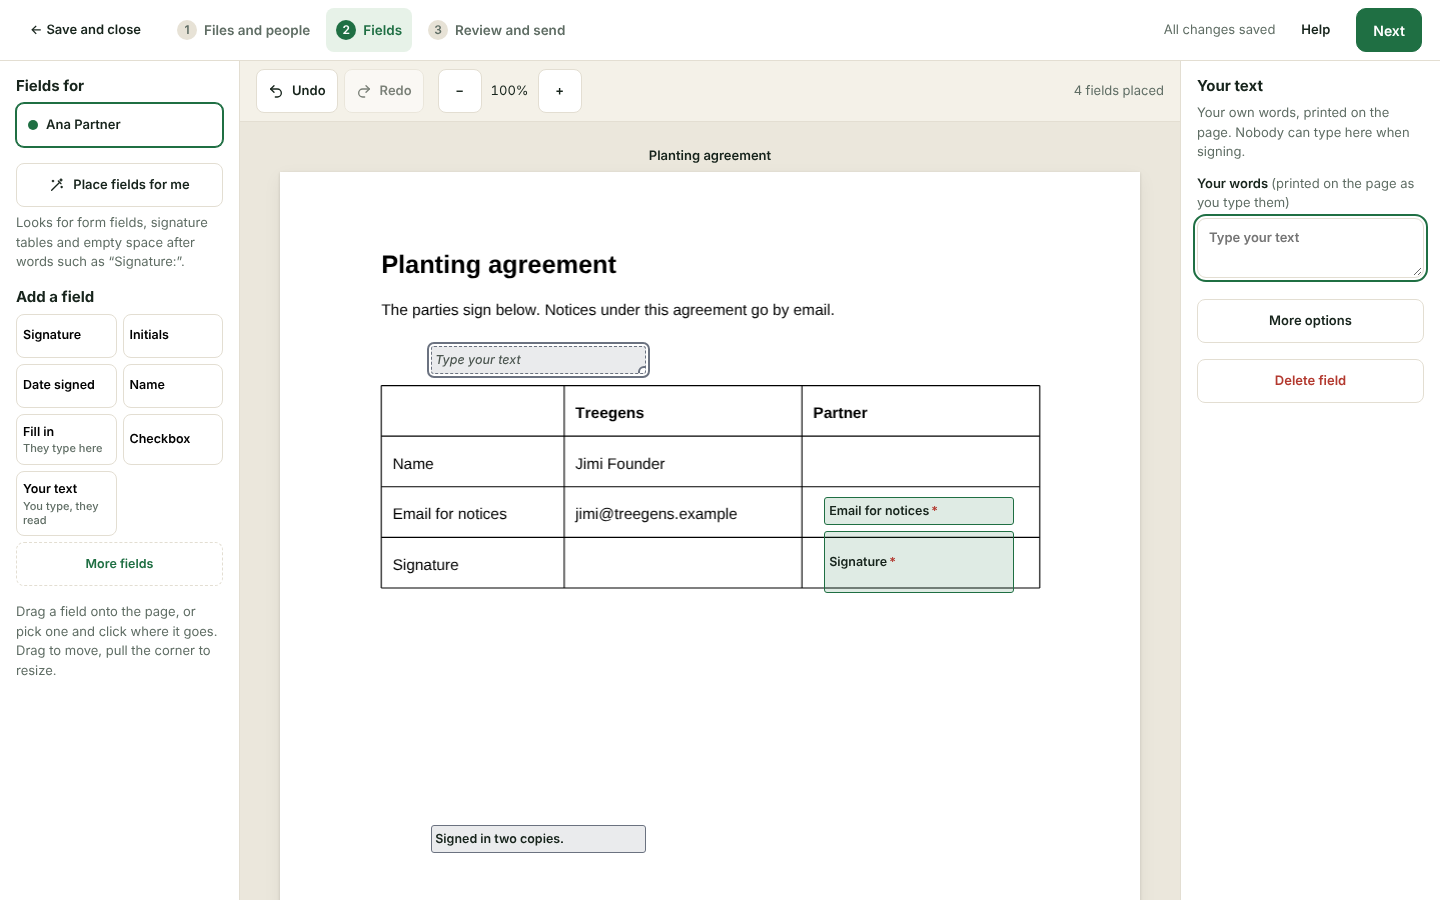 ← Save and close
1 Files and people
2 Fields
3 Review and send
All changes saved
Help
Next
Fields for
Ana Partner
Place fields for me
Looks for form fields, signature
tables and empty space after
words such as “Signature:”.
Add a field
Signature
Initials
Date signed
Name
Fill in
They type here
Checkbox
Your text
You type, they
read
More fields
Drag a field onto the page, or
pick one and click where it goes.
Drag to move, pull the corner to
resize.
Undo
Redo
−
100%
+
4 fields placed
Planting agreement
Planting agreement
The parties sign below. Notices under this agreement go by email.
Type your text
Treegens Partner
Name Jimi Founder
Email for notices jimi@treegens.example Email for notices *
Signature Signature *
Signed in two copies.
Your text
Your own words, printed on the
page. Nobody can type here when
signing.
Your words (printed on the page as
you type them)
Type your text
More options
Delete field